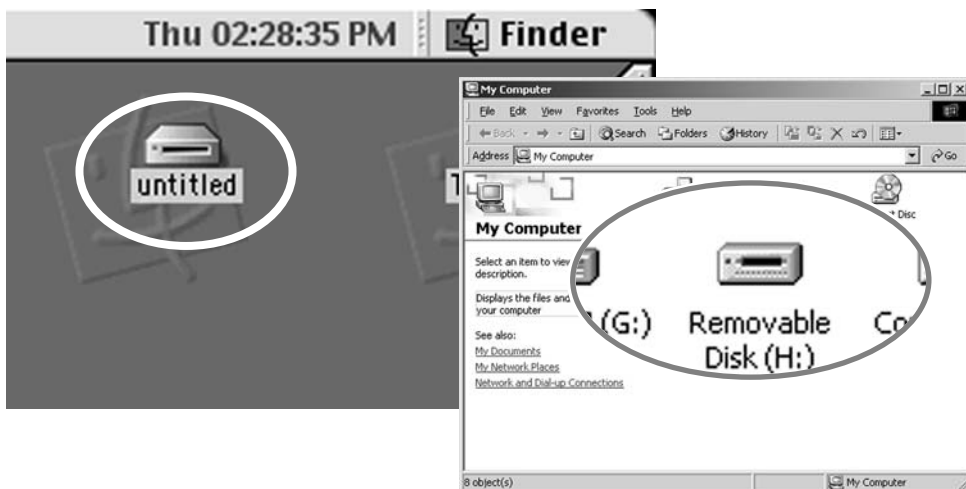 Thu 02:28:35 PM Finder
untitled
My Computer
File Edit View Favorites Tools Help
Back Search Folders History
Address My Computer Go
My Computer
Disc
Select an item to view
description.
Displays the files and
your computer
See also:
My Documents
My Network Places
Network and Dial-up Connections
(G:) Removable
Disk (H:)
8 object(s) My Computer